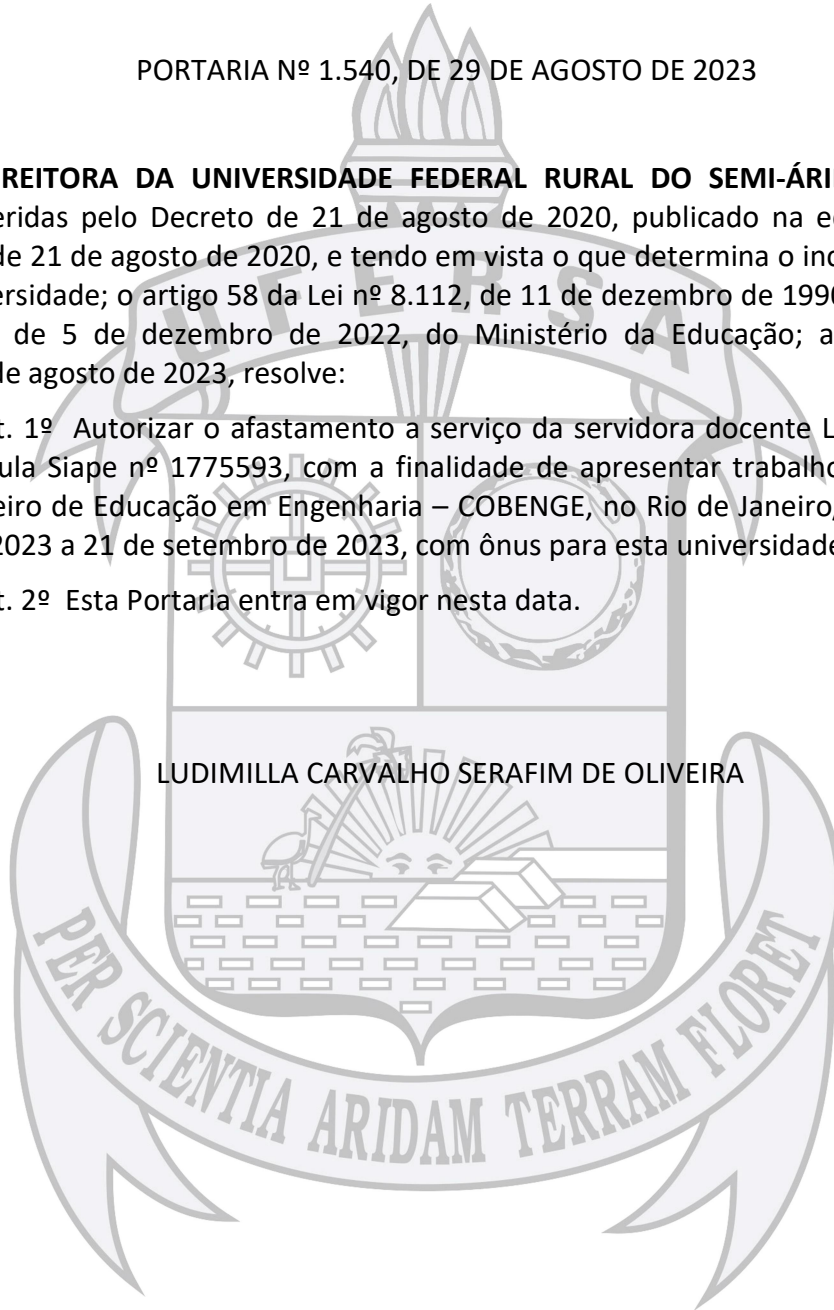 PORTARIA Nº 1.540, DE 29 DE AGOSTO DE 2023
REITORA DA UNIVERSIDADE FEDERAL RURAL DO SEMI-ÁRI
eridas pelo Decreto de 21 de agosto de 2020, publicado na e
de 21 de agosto de 2020, e tendo em vista o que determina o inc
ersidade; o artigo 58 da Lei nº 8.112, de 11 de dezembro de 1990
de 5 de dezembro de 2022, do Ministério da Educação; a
de agosto de 2023, resolve:
t. 1º Autorizar o afastamento a serviço da servidora docente L
ula Siape nº 1775593, com a finalidade de apresentar trabalho
eiro de Educação em Engenharia – COBENGE, no Rio de Janeiro,
2023 a 21 de setembro de 2023, com ônus para esta universidade
t. 2º Esta Portaria entra em vigor nesta data.
LUDIMILLA CARVALHO SERAFIM DE OLIVEIRA
UFERSA
PER SCIENTIA ARIDAM TERRAM FLORET